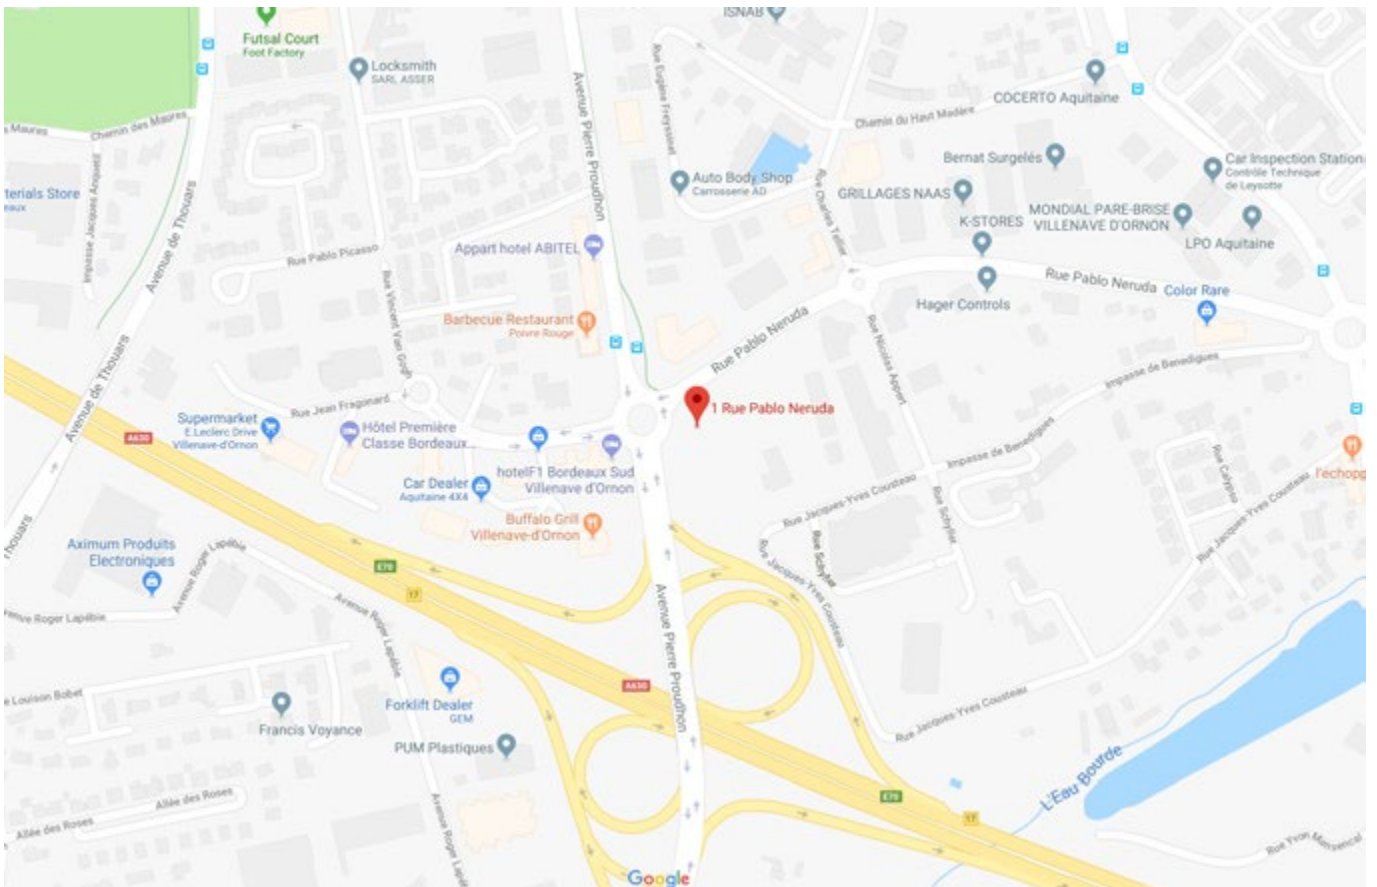 ISNAB
Futsal Court
Foot Factory
Locksmith
SARL ASSER
COCERTO Aquitaine
Chemin du Haut Madère
Rue Eugène Freyssinet
Avenue Pierre Proudhon
s Maures
Chemin des Maures
Bernat Surgelés
Car Inspection Station
Contrôle Technique
de Leysotte
Auto Body Shop
Carrosserie AD
GRILLAGES NAAS
terials Store
eaux
Impasse Jacques Anquetil
Avenue de Thouars
Rue Charles Tellier
K-STORES
MONDIAL PARE-BRISE
VILLENAVE D'ORNON
LPO Aquitaine
Appart hotel ABITEL
Rue Pablo Picasso
Rue Vincent Van Gogh
Rue Pablo Neruda
Color Rare
Hager Controls
Barbecue Restaurant
Poivre Rouge
Rue Pablo Neruda
Rue Nicolas Appert
Impasse de Benedigues
Avenue de Thouars
Rue Jean Fragonard
1 Rue Pablo Neruda
Supermarket
E.Leclerc Drive
Villenave-d'Ornon
Hôtel Première
Classe Bordeaux...
A630
hotelF1 Bordeaux Sud
Villenave d'Ornon
Impasse de Benedigues
Rue Calypso
l'echopp
Car Dealer
Aquitaine 4X4
Rue Jacques-Yves Cousteau
Rue Schyller
Rue Jacques-Yves Cousteau
Buffalo Grill
Villenave-d'Ornon
Thouars
Aximum Produits
Electroniques
Avenue Roger Lapébie
Rue Schyller
Rue Jacques-Yves Cousteau
E70
17
enue Roger Lapébie
Avenue Roger Lapébie
Avenue Pierre Proudhon
e Louison Bobet
A630
Forklift Dealer
GEM
Francis Voyance
PUM Plastiques
Rue Jacques-Yves Cousteau
L'Eau Bourde
E70
17
Allée des Roses
Allée des Roses
Avenue Roger Lapé
Google